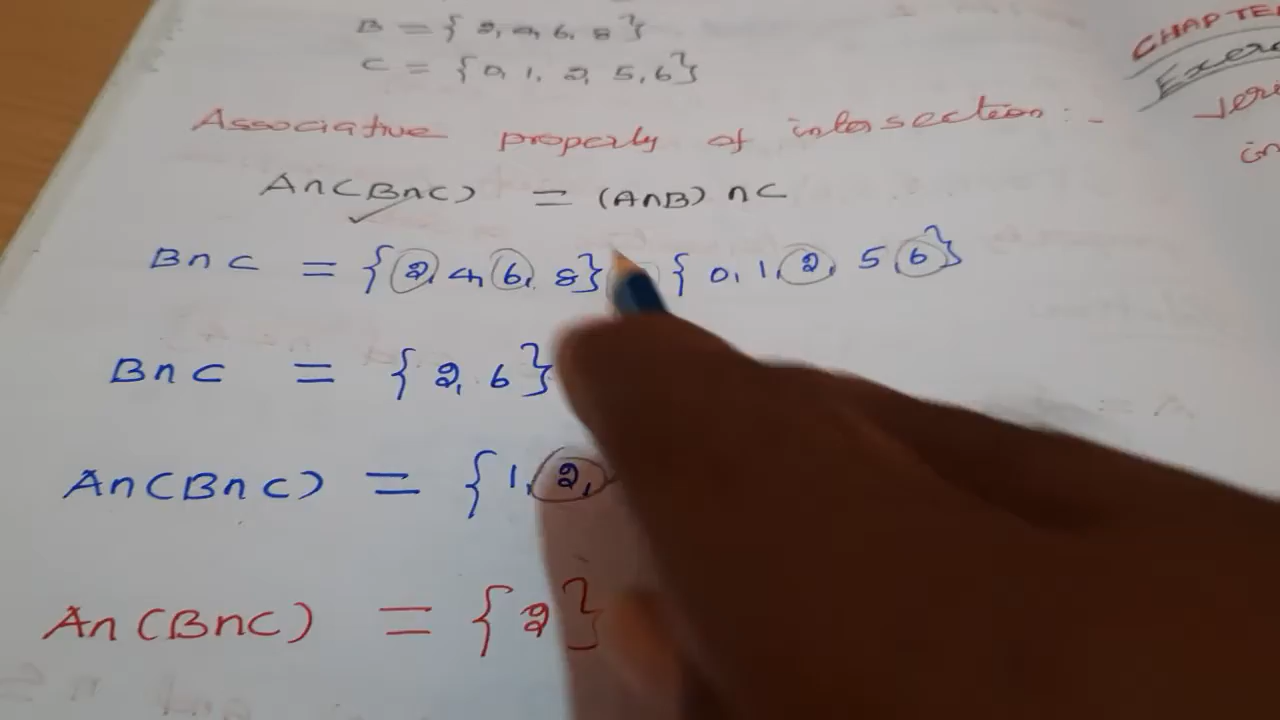 B = {2, 4, 6, 8}
C = {0, 1, 2, 5, 6}
CHAPTE
Associative property of intersection :-
A∩(B∩C) = (A∩B) ∩C
B∩C = {2, 4, 6, 8} { 0, 1, 2, 5 6}
B∩C = {2, 6}
A∩(B∩C) = {1, 2,
A∩(B∩C) = {2}